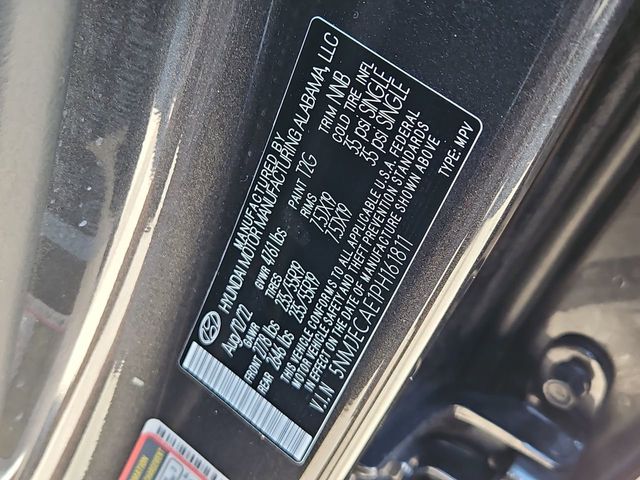 MANUFACTURED BY
HYUNDAI MOTOR MANUFACTURING ALABAMA, LLC
Aug/02/22 GVWR 4761 lbs PAINT T2G TRIM NNB
GAWR TIRES RIMS COLD TIRE INFL
FRONT 2778 lbs 235/55R19 7.5JX19 35 psi SINGLE
REAR 2646 lbs 235/55R19 7.5JX19 35 psi SINGLE
THIS VEHICLE CONFORMS TO ALL APPLICABLE U.S.A. FEDERAL
MOTOR VEHICLE SAFETY AND THEFT PREVENTION STANDARDS
IN EFFECT ON THE DATE OF MANUFACTURE SHOWN ABOVE
V.I.N 5NMJECAE1PH161811 TYPE: MPV